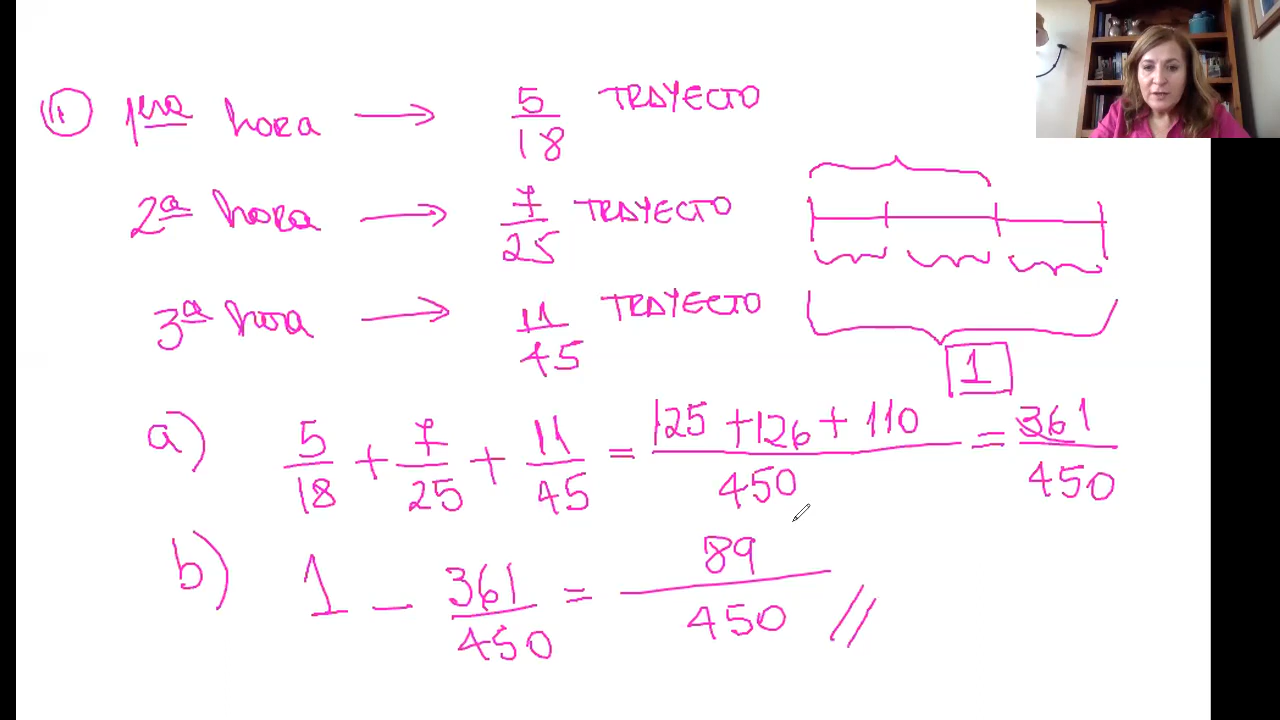 11 1era hora → 5/18 TRAYECTO
2ª hora → 7/25 TRAYECTO
3ª hora → 11/45 TRAYECTO
1
a) 5/18 + 7/25 + 11/45 = 125 + 126 + 110 / 450 = 361/450
b) 1 - 361/450 = 89/450 //